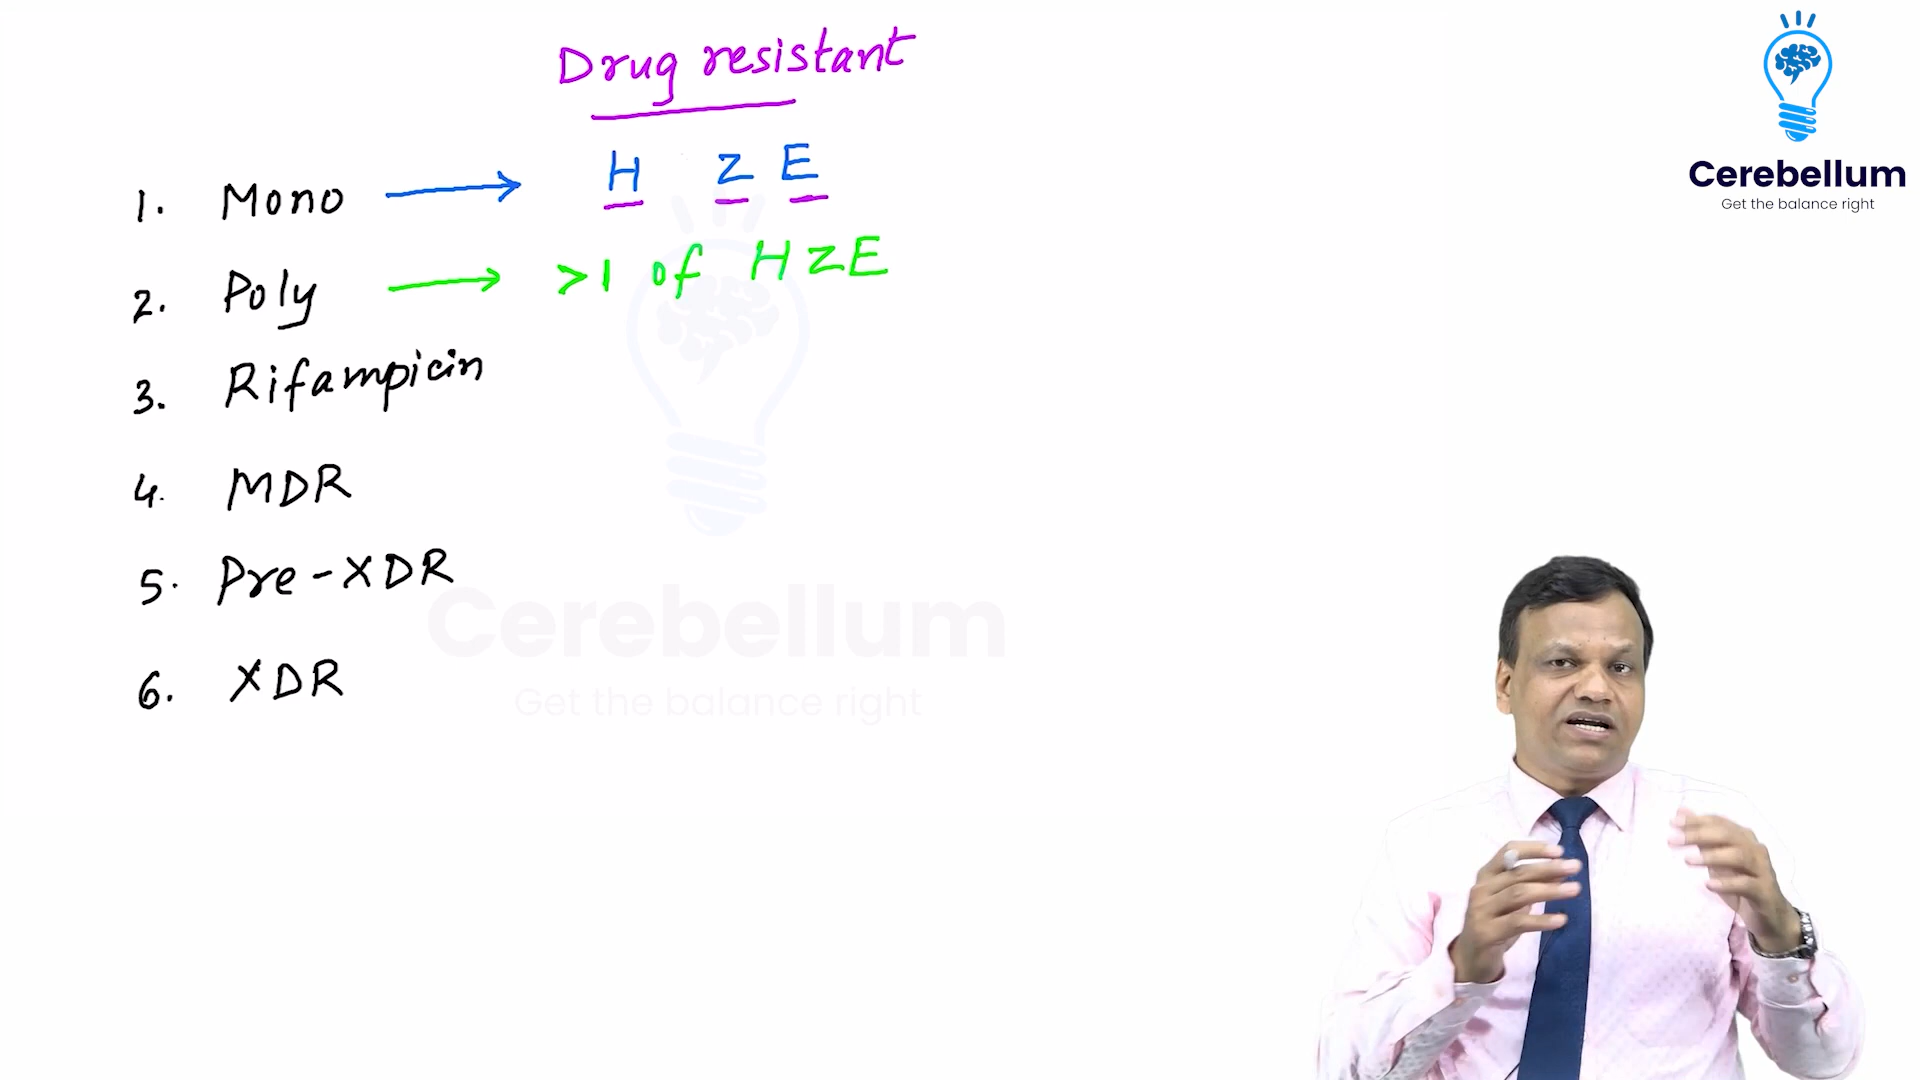 Drug resistant
1. Mono → H Z E
2. Poly → >1 of H Z E
3. Rifampicin
4. MDR
5. Pre-XDR
6. XDR
Cerebellum
Get the balance right
Cerebellum
Get the balance right